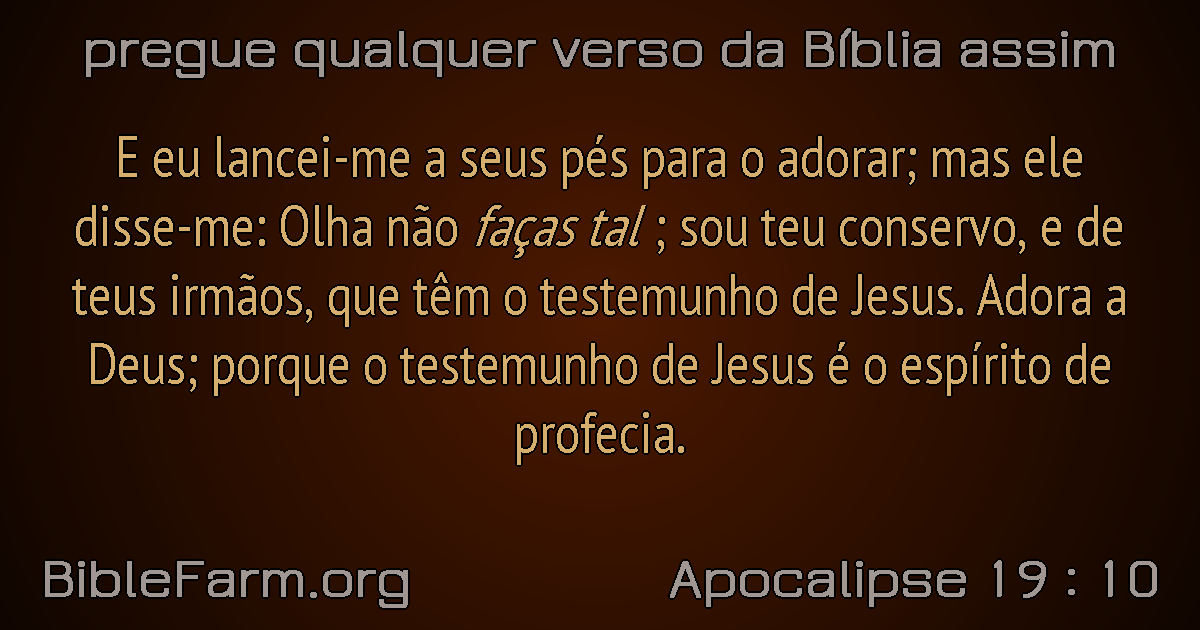 pregue qualquer verso da Bíblia assim
E eu lancei-me a seus pés para o adorar; mas ele
disse-me: Olha não faças tal ; sou teu conservo, e de
teus irmãos, que têm o testemunho de Jesus. Adora a
Deus; porque o testemunho de Jesus é o espírito de
profecia.
BibleFarm.org
Apocalipse 19 : 10